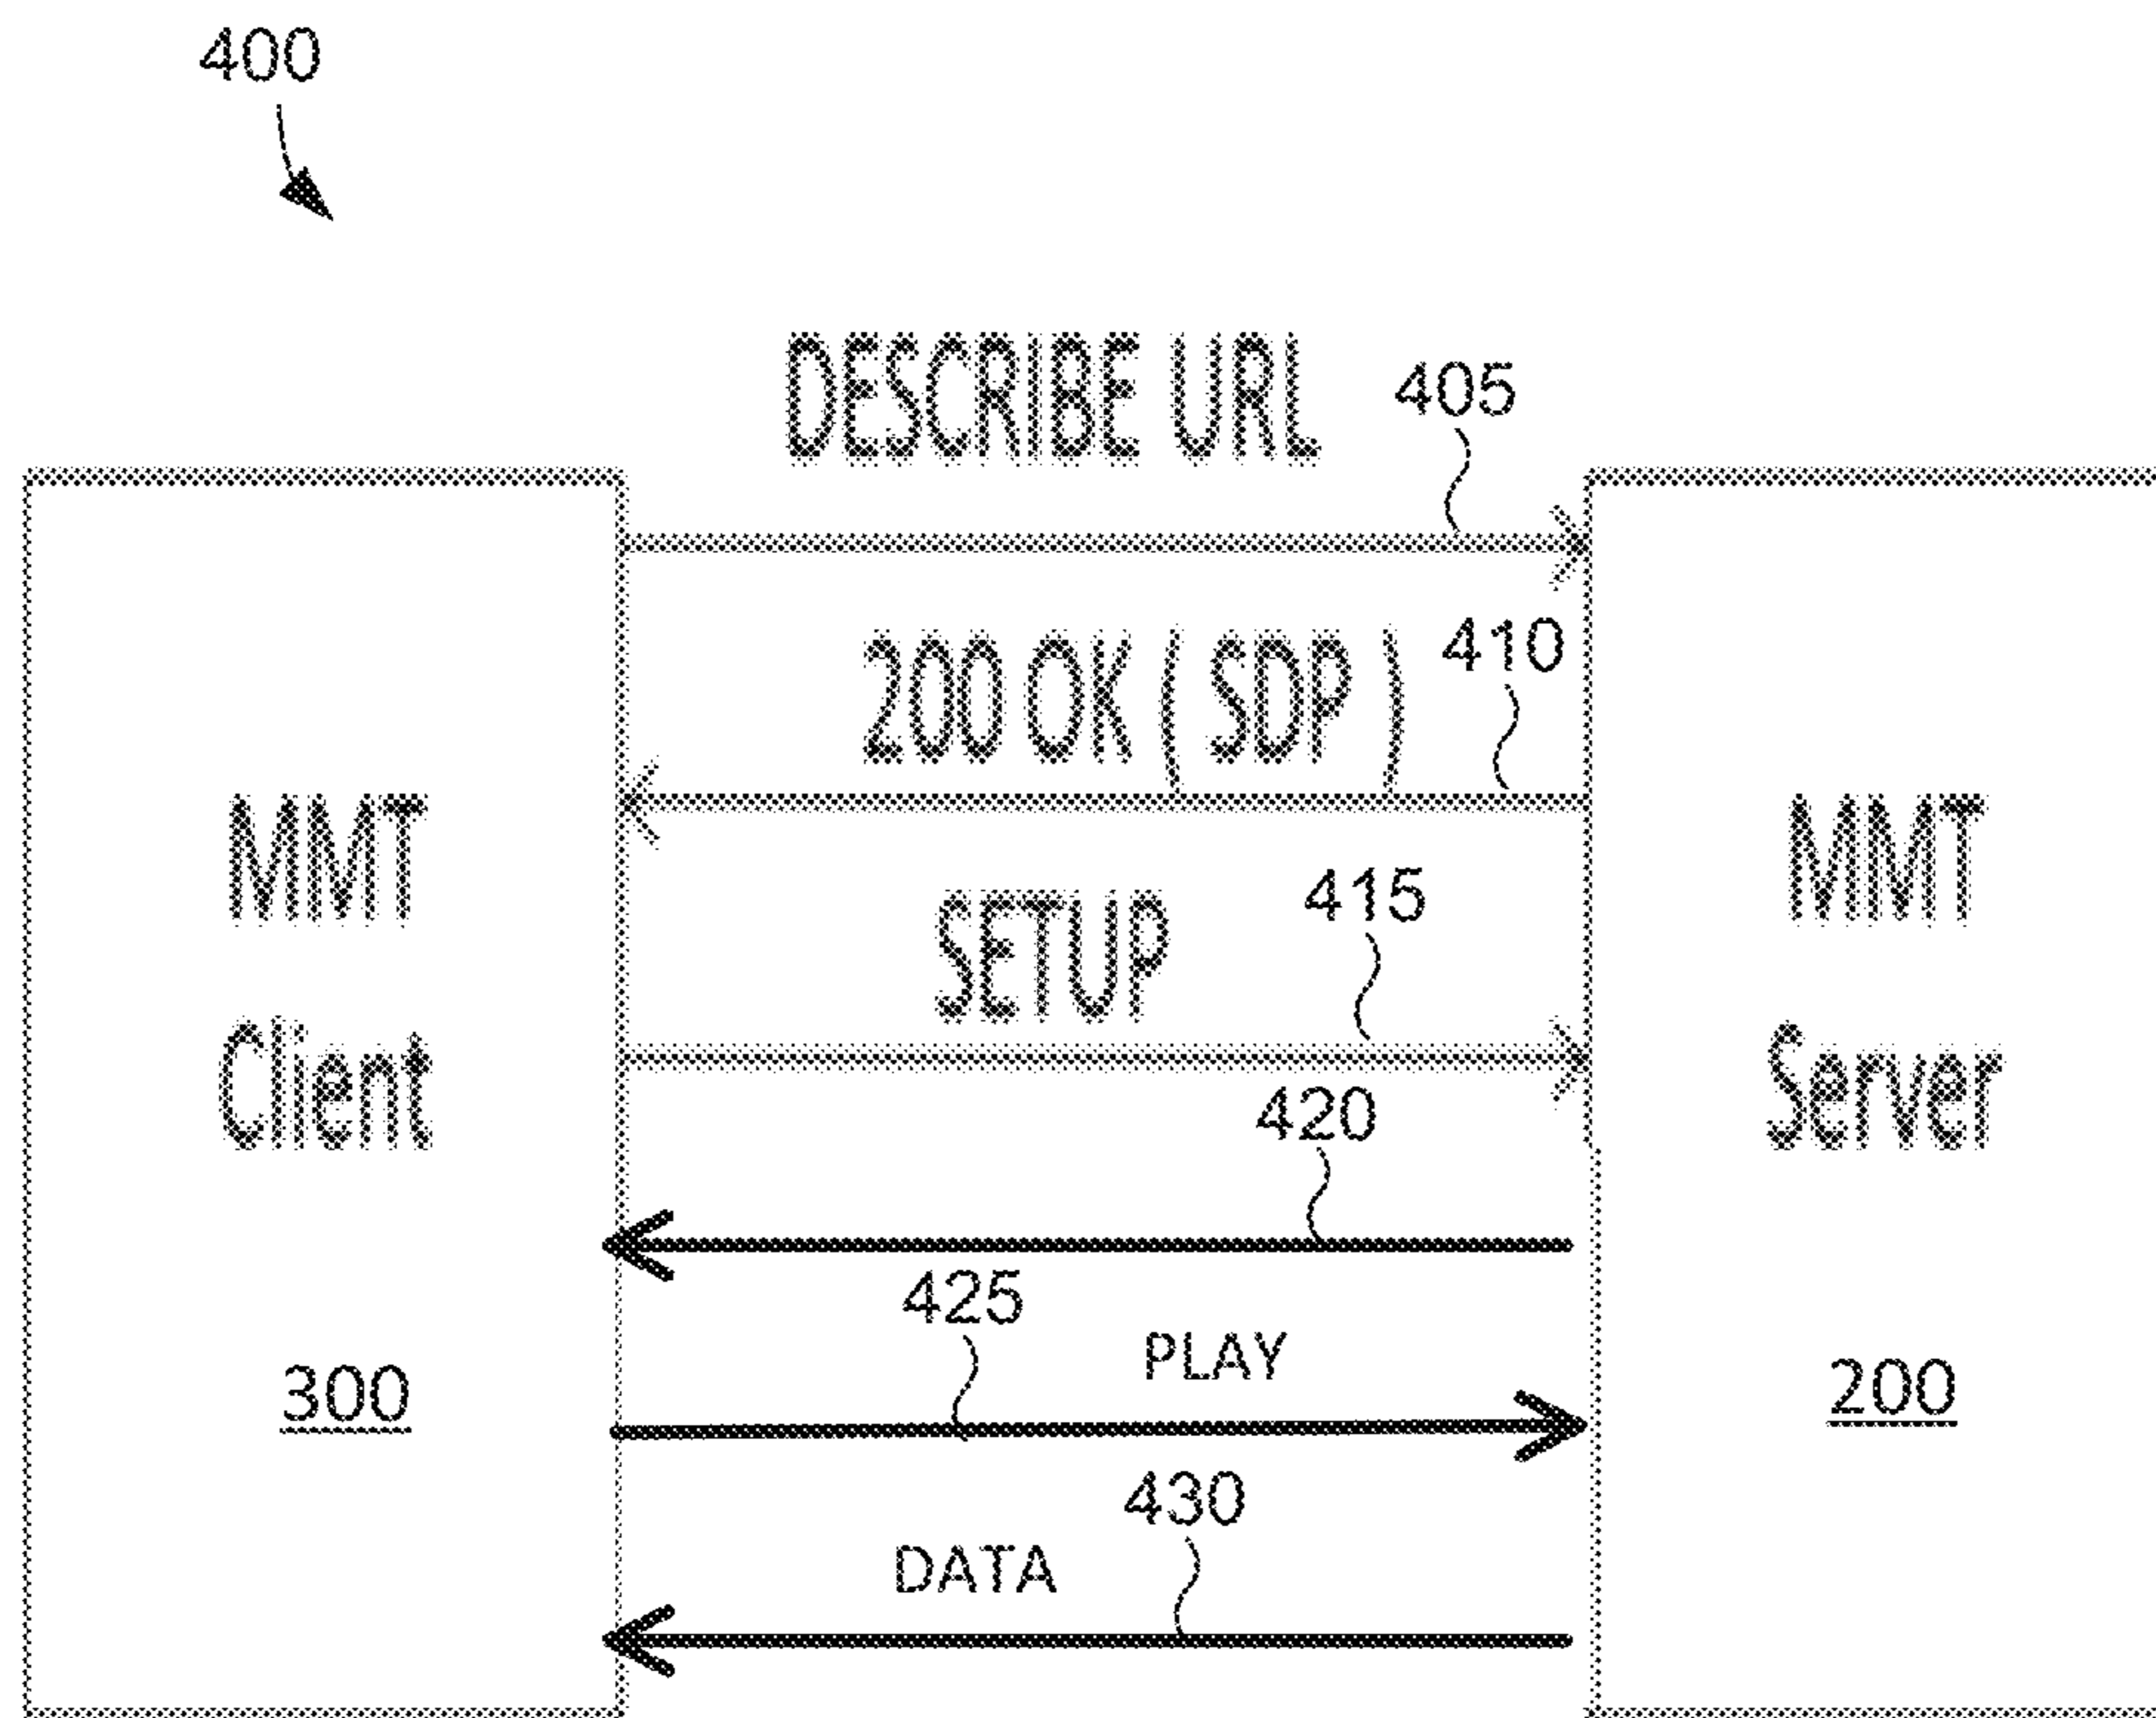 400
DESCRIBE URL
405
200 OK ( SDP )
410
SETUP
415
MMT
Client
300
MMT
Server
200
420
425
PLAY
430
DATA